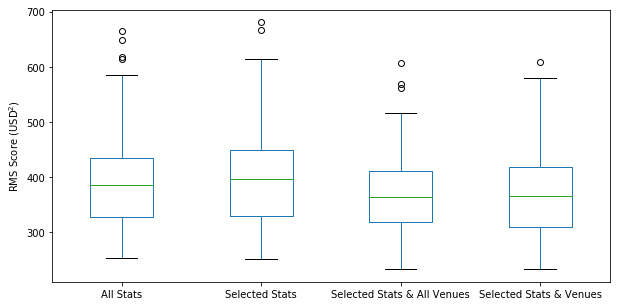 RMS Score (USD²)
700
600
500
400
300
All Stats
Selected Stats
Selected Stats & All Venues
Selected Stats & Venues